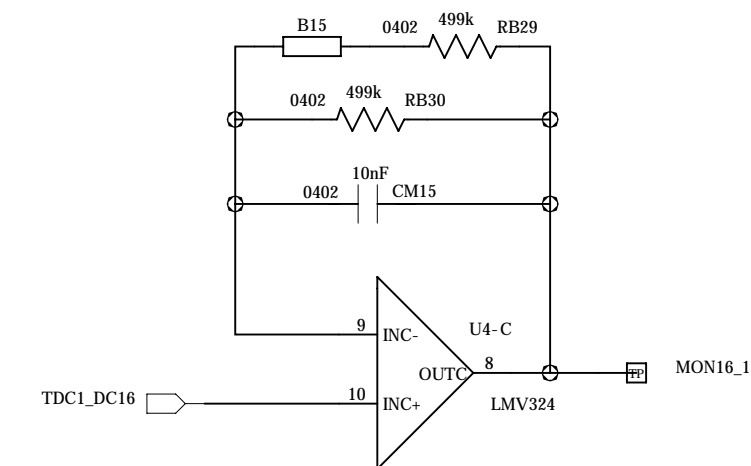 B15 0402 499k RB29
0402 499k RB30
10nF
0402 CM15
9 INC- U4-C
OUTC 8 TP MON16_1
TDC1_DC16 10 INC+ LMV324